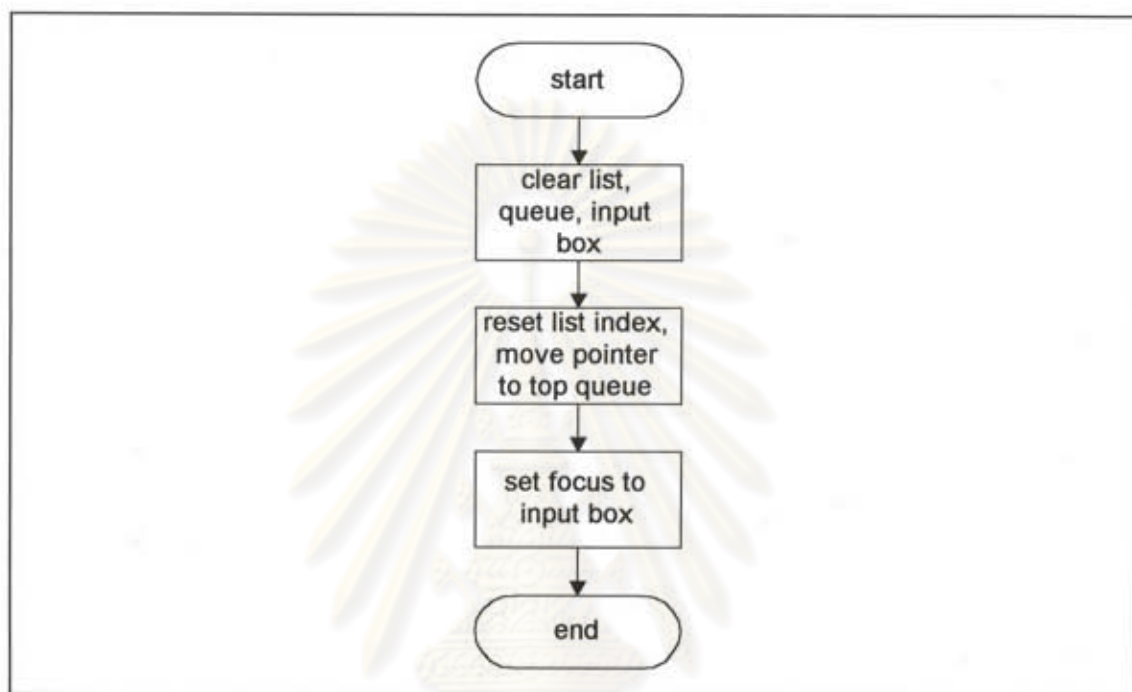 start
clear list,
queue, input
box
reset list index,
move pointer
to top queue
set focus to
input box
end